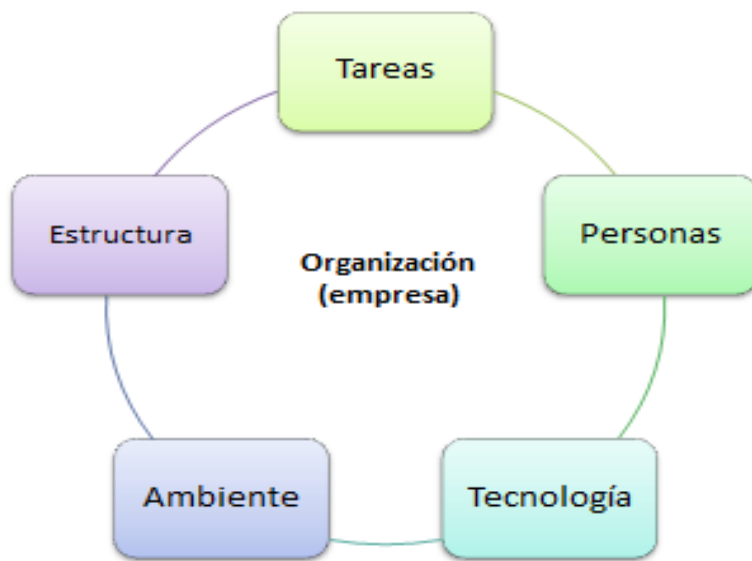 Tareas
Estructura
Personas
Organización
(empresa)
Ambiente
Tecnología